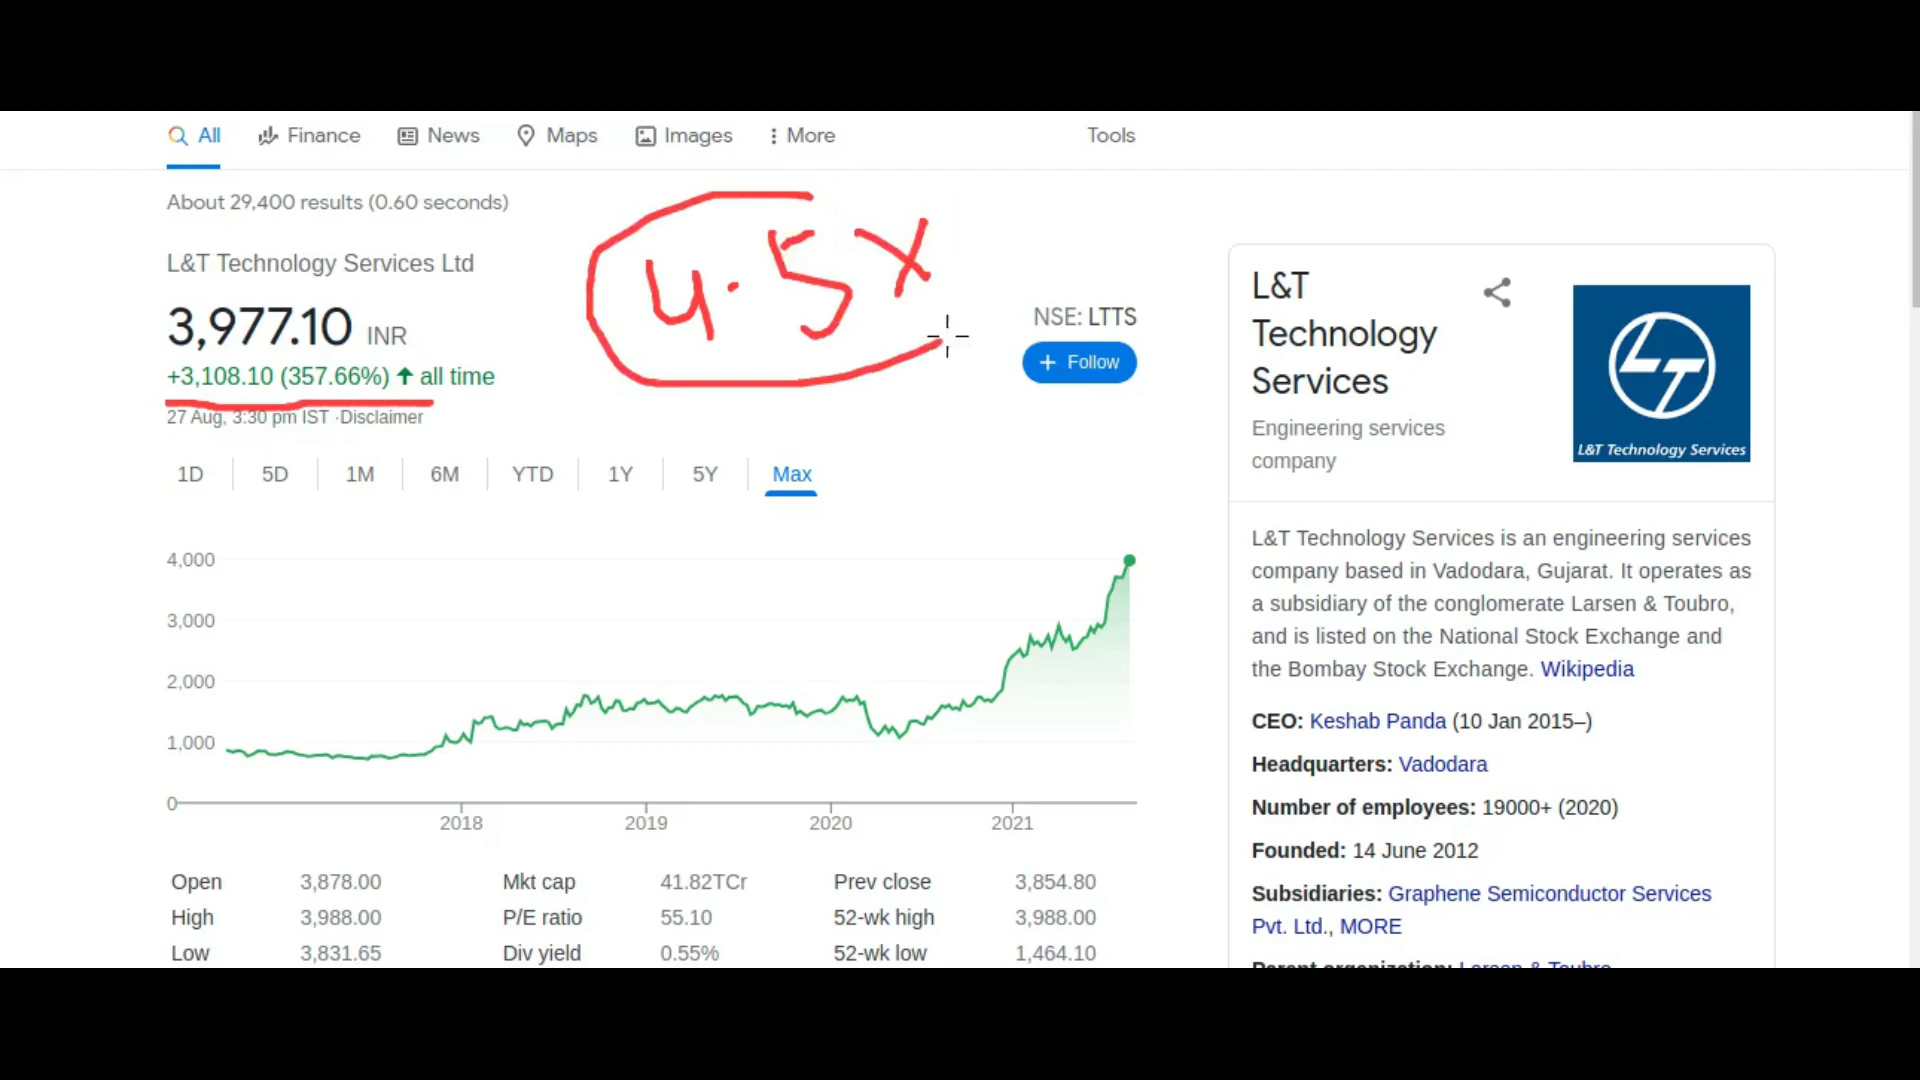 All Finance News Maps Images More Tools
About 29,400 results (0.60 seconds)
L&T Technology Services Ltd
3,977.10 INR
+3,108.10 (357.66%) ↑ all time
27 Aug, 3:30 pm IST ·Disclaimer
4.5X
NSE: LTTS
+ Follow
1D 5D 1M 6M YTD 1Y 5Y Max
4,000
3,000
2,000
1,000
0
2018 2019 2020 2021
Open 3,878.00 Mkt cap 41.82TCr Prev close 3,854.80
High 3,988.00 P/E ratio 55.10 52-wk high 3,988.00
Low 3,831.65 Div yield 0.55% 52-wk low 1,464.10
L&T
Technology
Services
Engineering services
company
LT
L&T Technology Services
L&T Technology Services is an engineering services
company based in Vadodara, Gujarat. It operates as
a subsidiary of the conglomerate Larsen & Toubro,
and is listed on the National Stock Exchange and
the Bombay Stock Exchange. Wikipedia
CEO: Keshab Panda (10 Jan 2015–)
Headquarters: Vadodara
Number of employees: 19000+ (2020)
Founded: 14 June 2012
Subsidiaries: Graphene Semiconductor Services
Pvt. Ltd., MORE
Parent organization: Larsen & Toubro